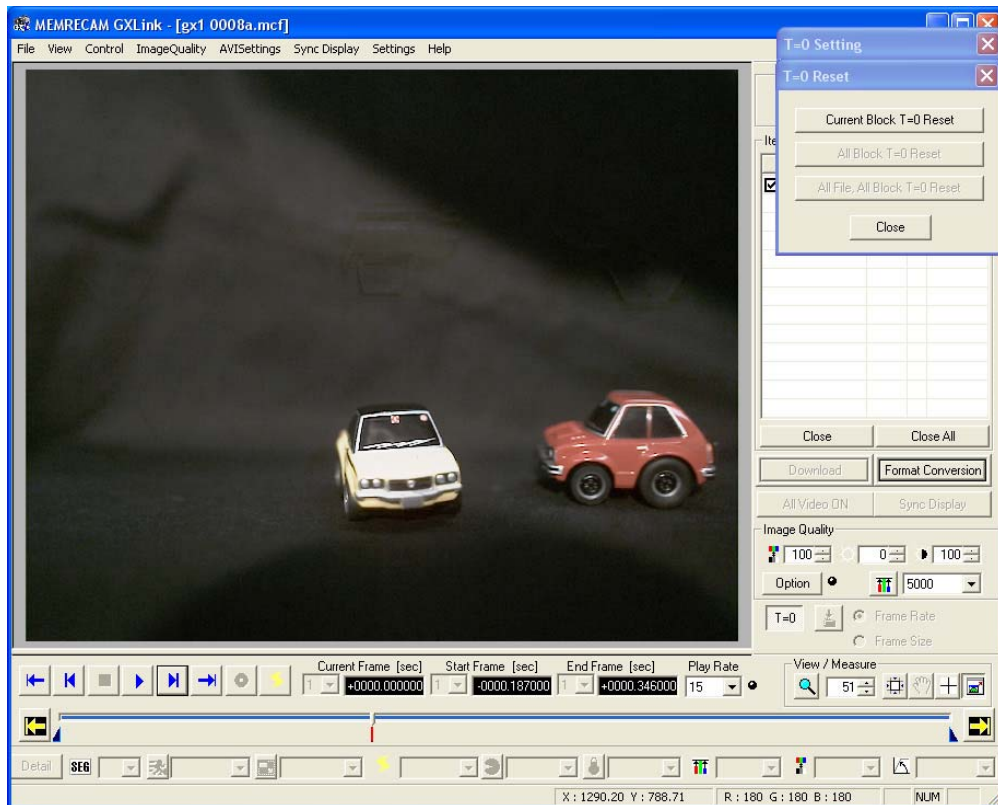 MEMRECAM GXLink - [gx1 0008a.mcf]
File View Control ImageQuality AVISettings Sync Display Settings Help
T=0 Setting
T=0 Reset
Current Block T=0 Reset
All Block T=0 Reset
All File, All Block T=0 Reset
Close
Close Close All
Download Format Conversion
All Video ON Sync Display
Image Quality
100 0 100
Option 5000
T=0 Frame Rate
Frame Size
Current Frame [sec] Start Frame [sec] End Frame [sec] Play Rate View / Measure
1 +0000.000000 1 -0000.187000 1 +0000.346000 15 51
Detail SEG
X : 1290.20 Y : 788.71 R : 180 G : 180 B : 180 NUM